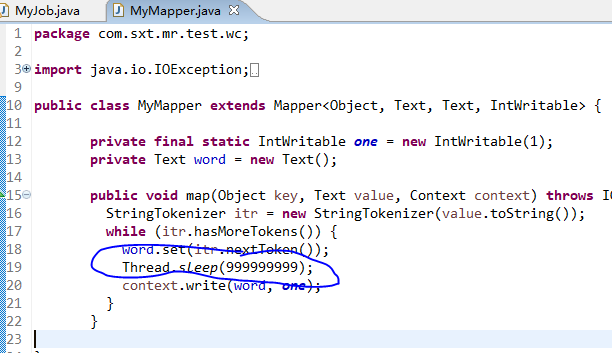 MyJob.java MyMapper.java
1 package com.sxt.mr.test.wc;
2
3 import java.io.IOException;
9
10 public class MyMapper extends Mapper<Object, Text, Text, IntWritable> {
11
12 private final static IntWritable one = new IntWritable(1);
13 private Text word = new Text();
14
15 public void map(Object key, Text value, Context context) throws IO
16 StringTokenizer itr = new StringTokenizer(value.toString());
17 while (itr.hasMoreTokens()) {
18 word.set(itr.nextToken());
19 Thread.sleep(999999999);
20 context.write(word, one);
21 }
22 }
23